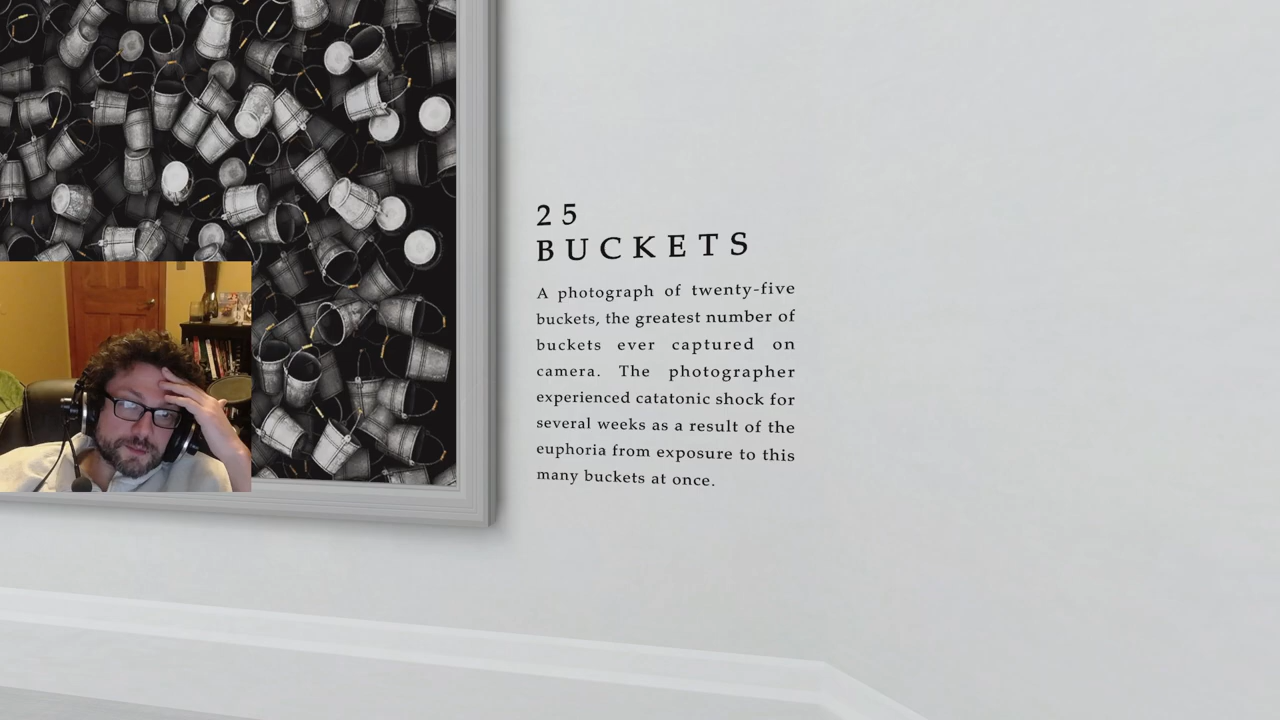 25
BUCKETS
A photograph of twenty-five
buckets, the greatest number of
buckets ever captured on
camera. The photographer
experienced catatonic shock for
several weeks as a result of the
euphoria from exposure to this
many buckets at once.